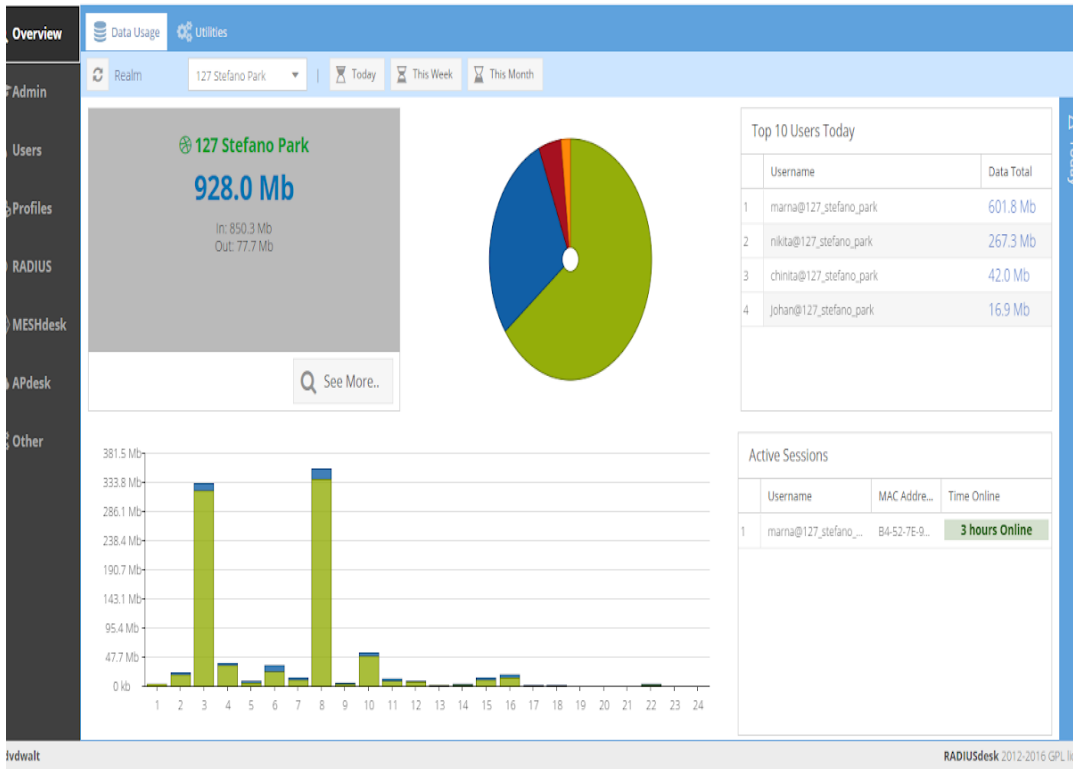 Overview
Admin
Users
Profiles
RADIUS
MESHdesk
APdesk
Other
Data Usage
Utilities
Realm
127 Stefano Park
Today
This Week
This Month
127 Stefano Park
928.0 Mb
In: 850.3 Mb
Out: 77.7 Mb
See More..
Top 10 Users Today
Username Data Total
1 marna@127_stefano_park 601.8 Mb
2 nikita@127_stefano_park 267.3 Mb
3 chinita@127_stefano_park 42.0 Mb
4 Johan@127_stefano_park 16.9 Mb
381.5 Mb
333.8 Mb
286.1 Mb
238.4 Mb
190.7 Mb
143.1 Mb
95.4 Mb
47.7 Mb
0 kb
1 2 3 4 5 6 7 8 9 10 11 12 13 14 15 16 17 18 19 20 21 22 23 24
Active Sessions
Username MAC Addre... Time Online
1 marna@127_stefano_... B4-52-7E-9... 3 hours Online
dvdwalt
RADIUSdesk 2012-2016 GPL